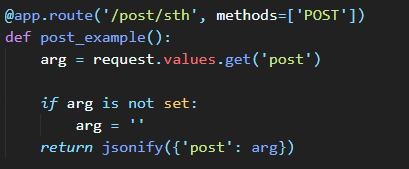 @app.route('/post/sth', methods=['POST'])
def post_example():
    arg = request.values.get('post')

    if arg is not set:
        arg = ''
    return jsonify({'post': arg})